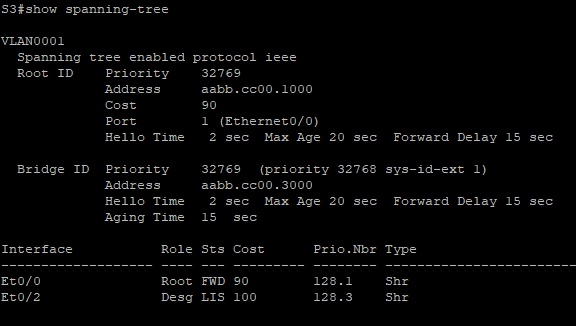 S3#show spanning-tree
VLAN0001
  Spanning tree enabled protocol ieee
  Root ID    Priority    32769
             Address     aabb.cc00.1000
             Cost        90
             Port        1 (Ethernet0/0)
             Hello Time   2 sec  Max Age 20 sec  Forward Delay 15 sec
  Bridge ID  Priority    32769  (priority 32768 sys-id-ext 1)
             Address     aabb.cc00.3000
             Hello Time   2 sec  Max Age 20 sec  Forward Delay 15 sec
             Aging Time  15  sec
Interface           Role Sts Cost      Prio.Nbr Type
------------------- ---- --- --------- -------- --------------------------------
Et0/0               Root FWD 90        128.1    Shr
Et0/2               Desg LIS 100       128.3    Shr